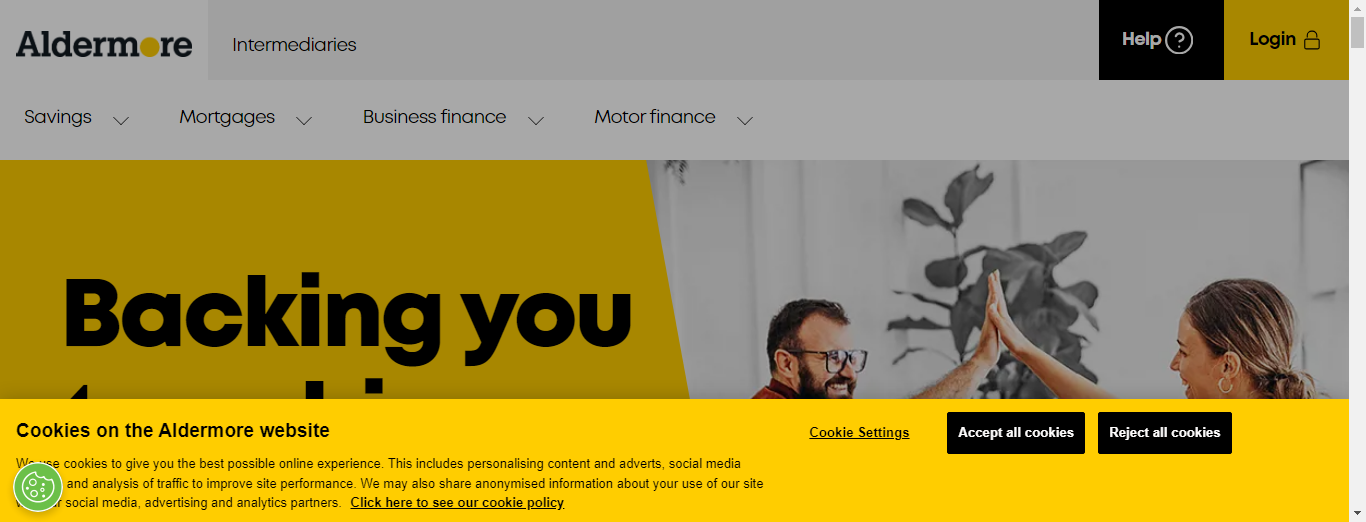 Aldermore
Intermediaries
Help
Login
Savings
Mortgages
Business finance
Motor finance
Backing you
Cookies on the Aldermore website
We use cookies to give you the best possible online experience. This includes personalising content and adverts, social media
and analysis of traffic to improve site performance. We may also share anonymised information about your use of our site
social media, advertising and analytics partners. Click here to see our cookie policy
Cookie Settings
Accept all cookies
Reject all cookies